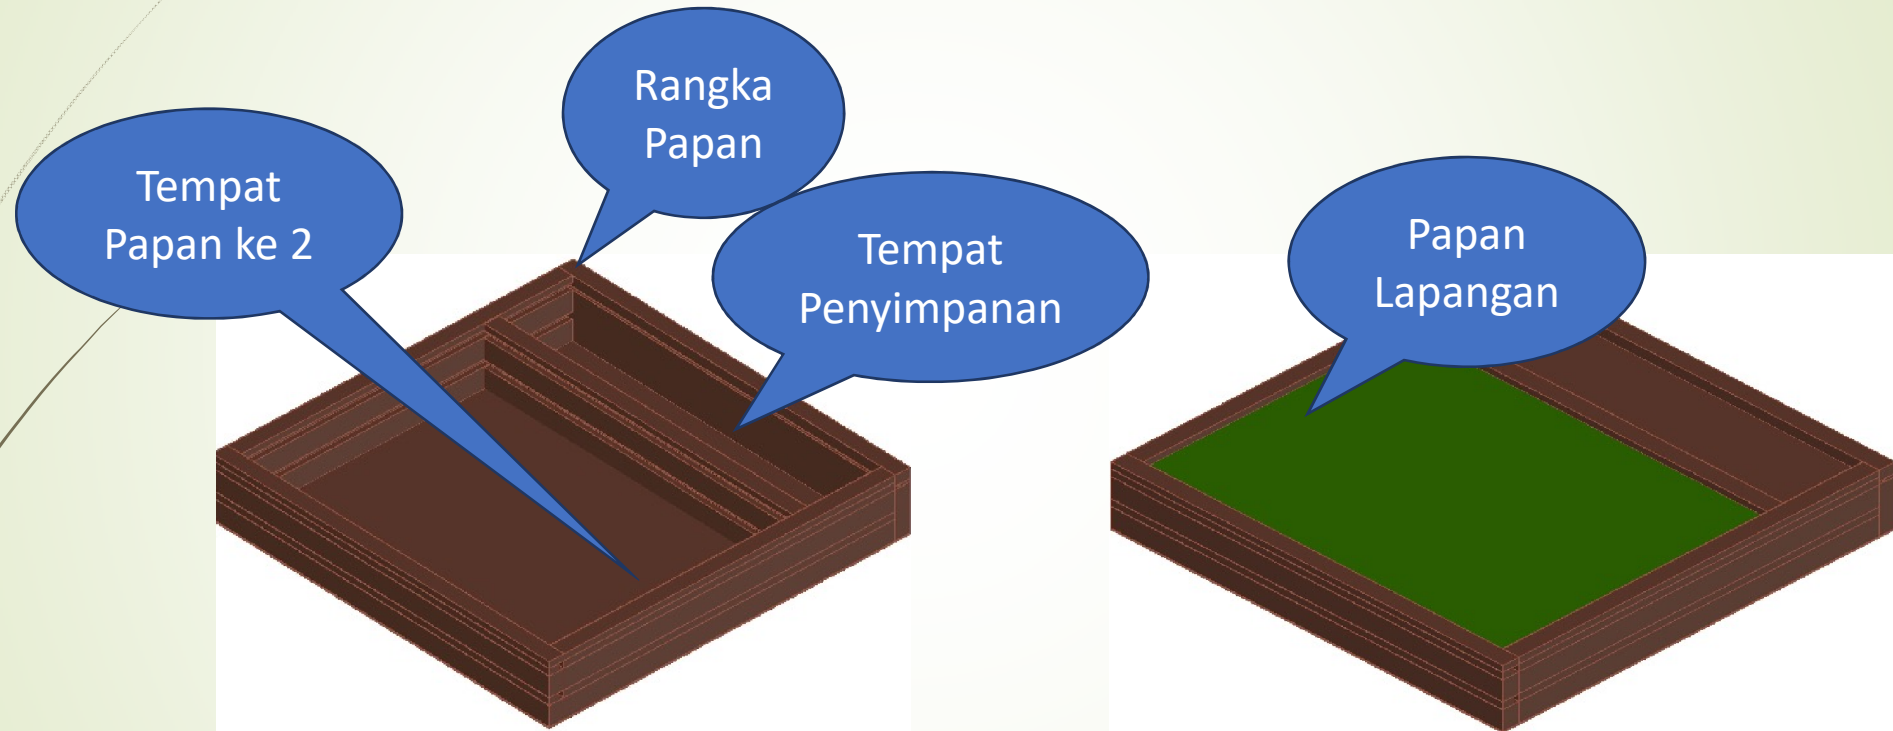 Rangka
Papan
Tempat
Papan ke 2
Tempat
Penyimpanan
Papan
Lapangan